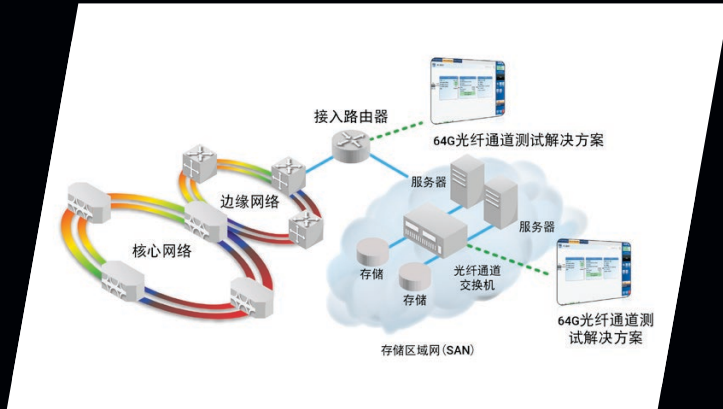 接入路由器
64G光纤通道测试解决方案
服务器
边缘网络
服务器
核心网络
存储
光纤通道
交换机
存储
64G光纤通道测
试解决方案
存储区域网(SAN)